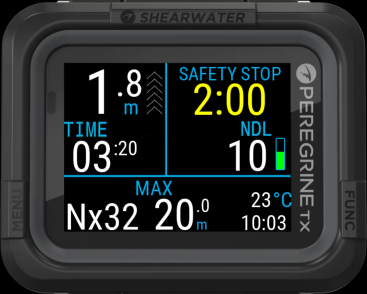 SHEARWATER
1.8 m
SAFETY STOP
2:00
TIME
03:20
NDL
10
MAX
Nx32 20.0 m
23°C
10:03
PEREGRINE TX
MENU
FUNC